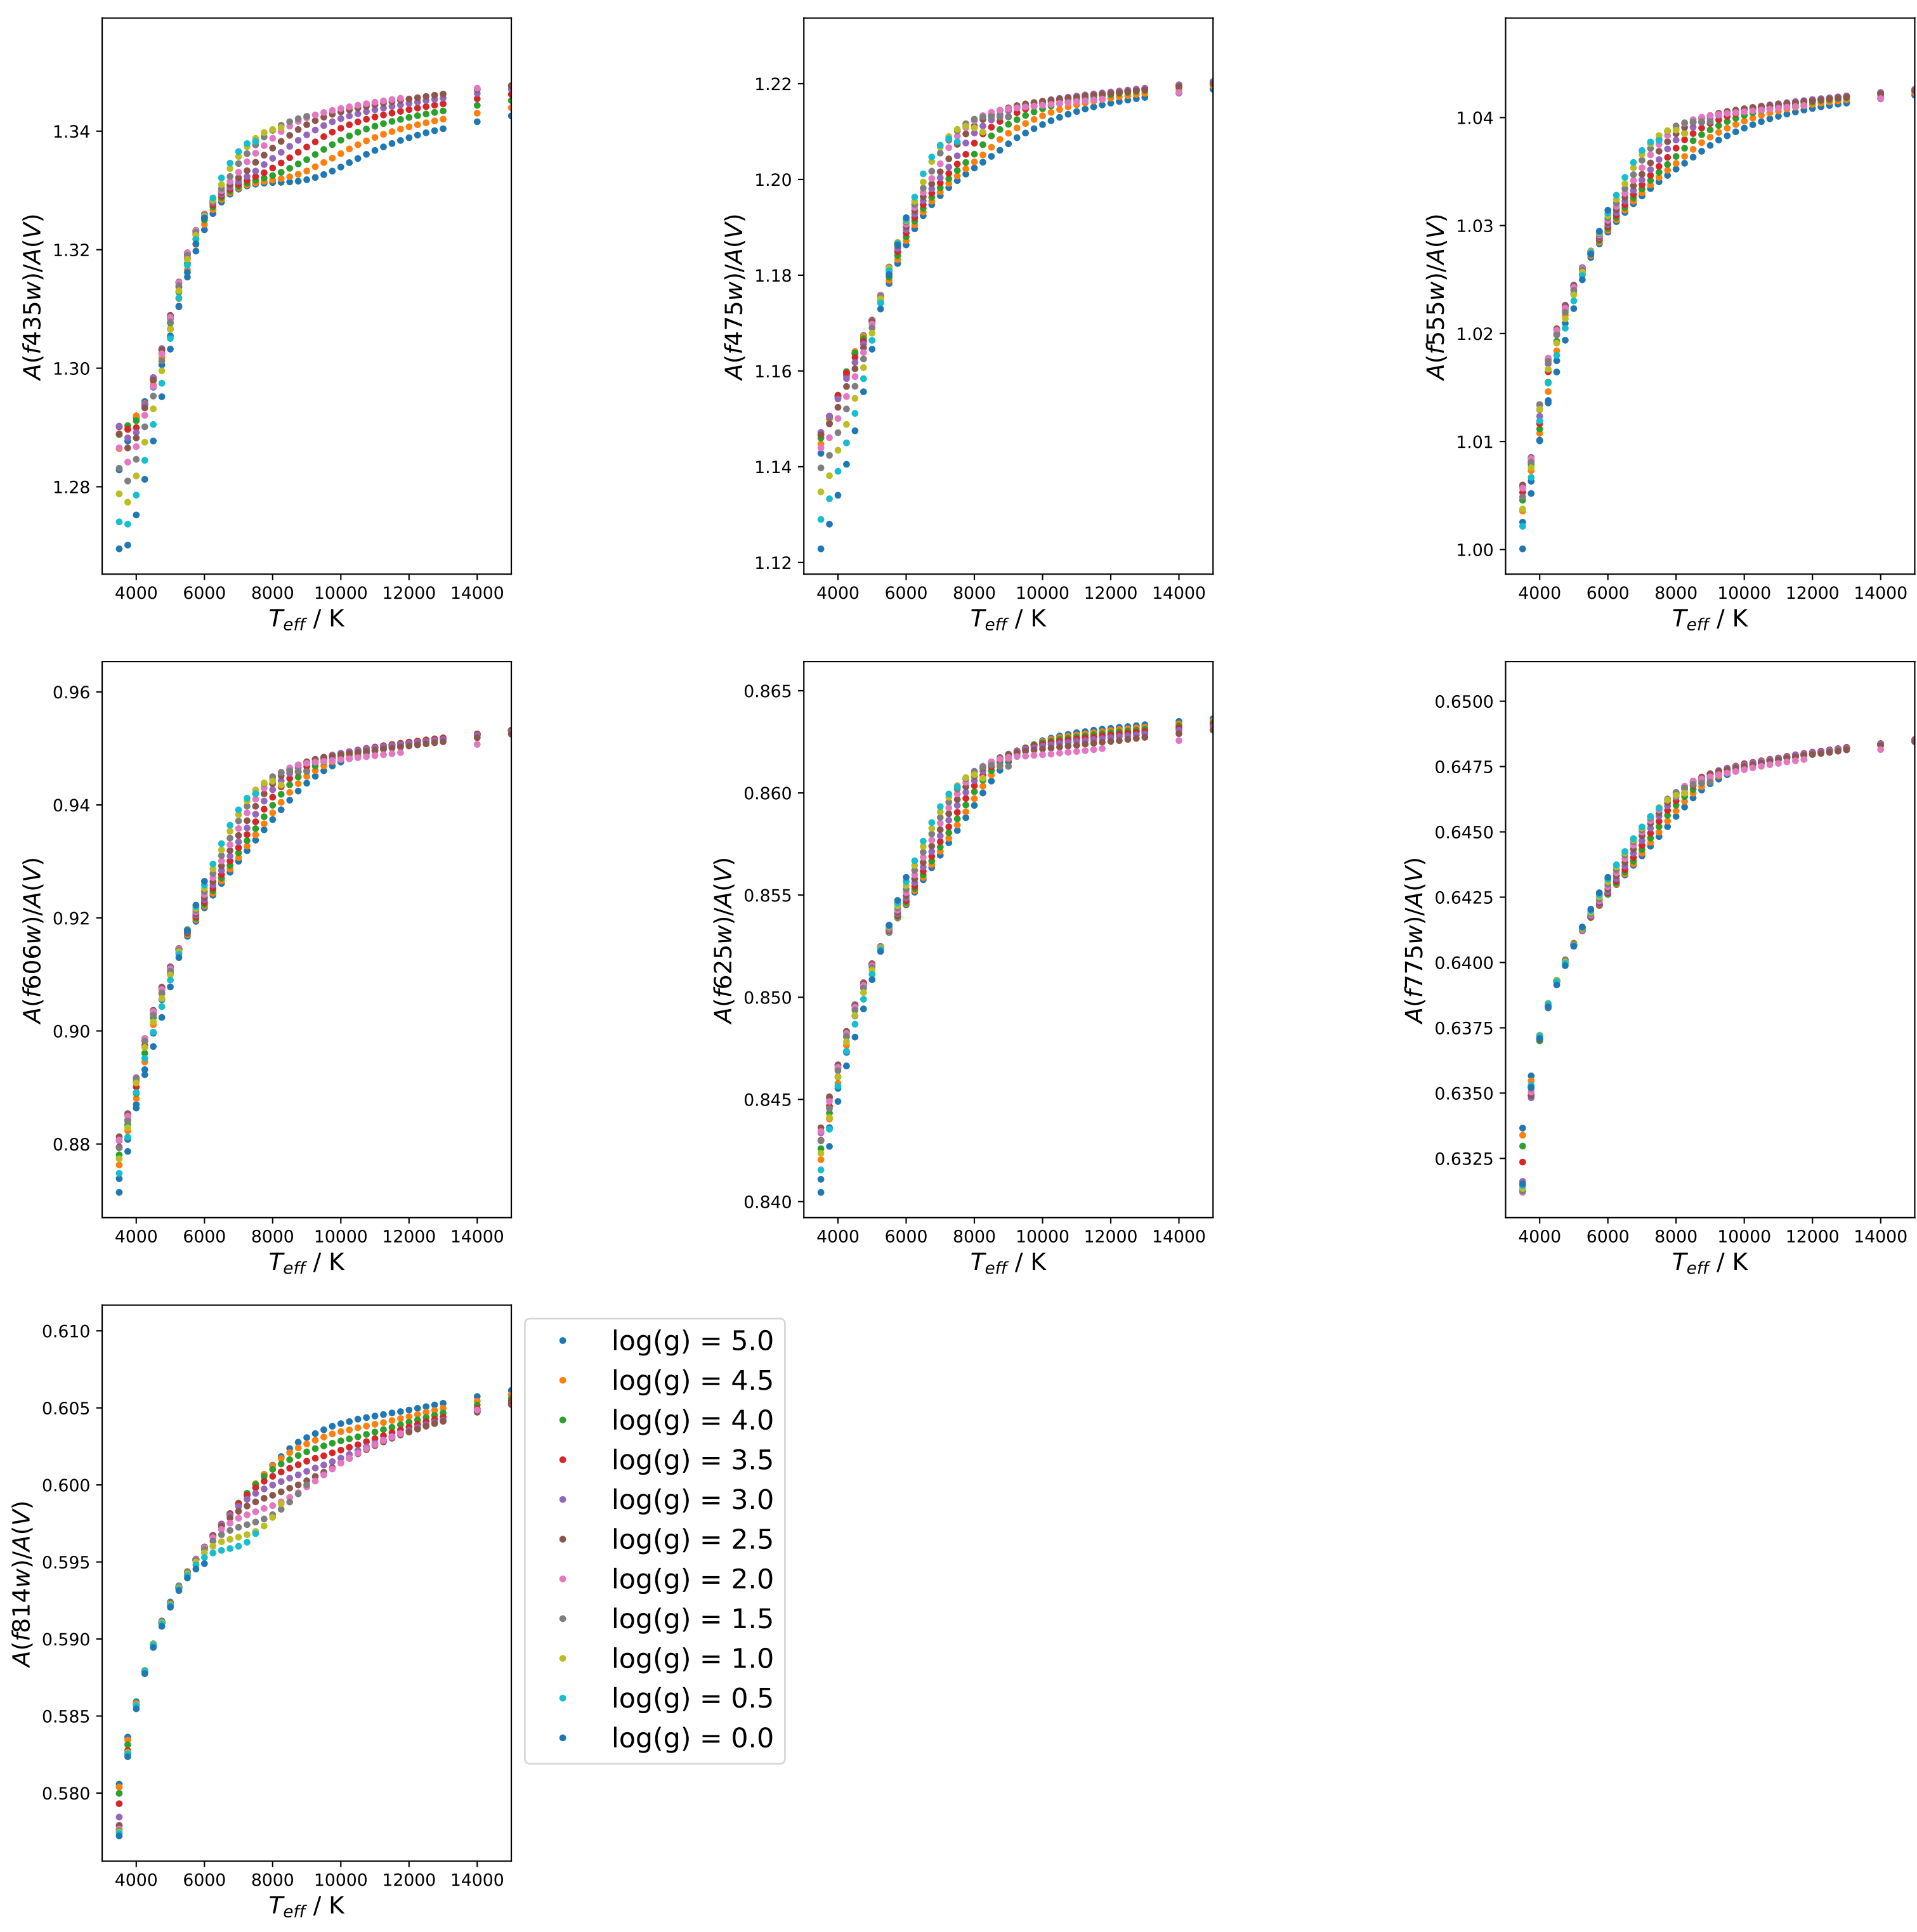 A(f435w)/A(V)
1.34
1.32
1.30
1.28
4000 6000 8000 10000 12000 14000
T_eff / K
A(f475w)/A(V)
1.22
1.20
1.18
1.16
1.14
1.12
4000 6000 8000 10000 12000 14000
T_eff / K
A(f555w)/A(V)
1.04
1.03
1.02
1.01
1.00
4000 6000 8000 10000 12000 14000
T_eff / K
A(f606w)/A(V)
0.96
0.94
0.92
0.90
0.88
4000 6000 8000 10000 12000 14000
T_eff / K
A(f625w)/A(V)
0.865
0.860
0.855
0.850
0.845
0.840
4000 6000 8000 10000 12000 14000
T_eff / K
A(f775w)/A(V)
0.6500
0.6475
0.6450
0.6425
0.6400
0.6375
0.6350
0.6325
4000 6000 8000 10000 12000 14000
T_eff / K
A(f814w)/A(V)
0.610
0.605
0.600
0.595
0.590
0.585
0.580
4000 6000 8000 10000 12000 14000
T_eff / K
log(g) = 5.0
log(g) = 4.5
log(g) = 4.0
log(g) = 3.5
log(g) = 3.0
log(g) = 2.5
log(g) = 2.0
log(g) = 1.5
log(g) = 1.0
log(g) = 0.5
log(g) = 0.0